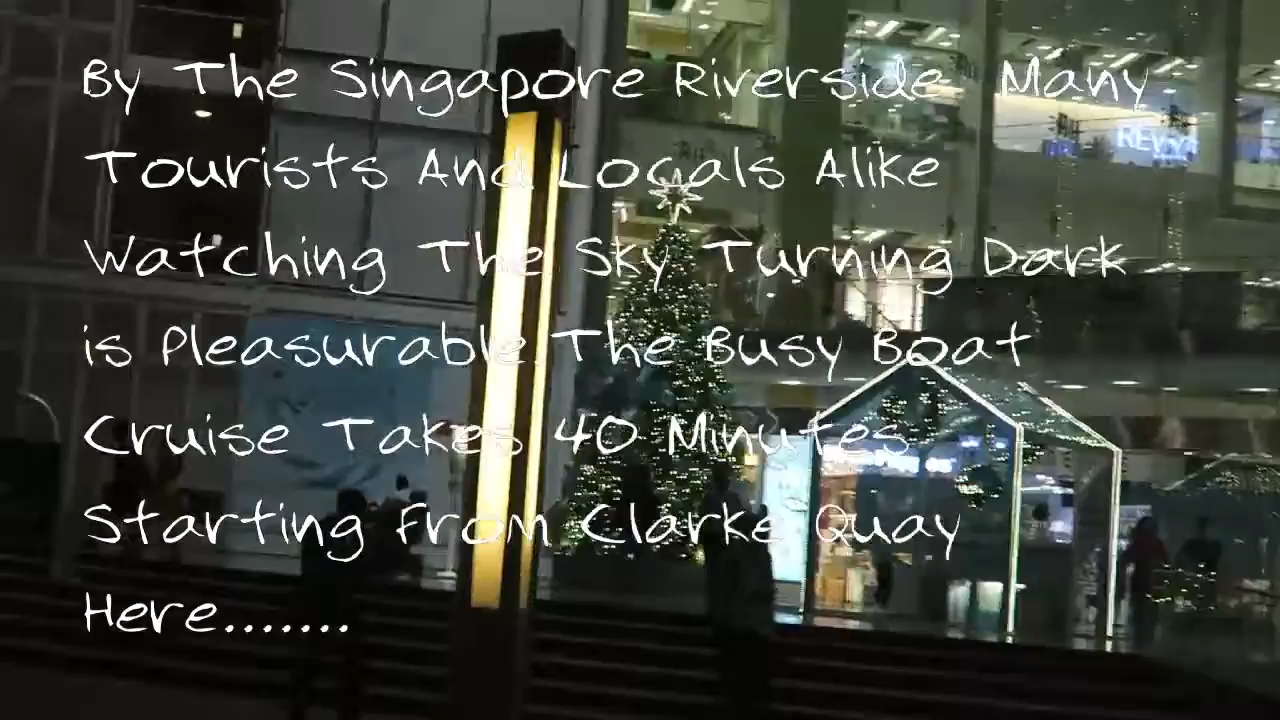 By The Singapore Riverside Many
Tourists And Locals Alike
Watching The Sky Turning Dark
is Pleasurable.The Busy Boat
Cruise Takes 40 Minutes
Starting From Clarke Quay
Here.......